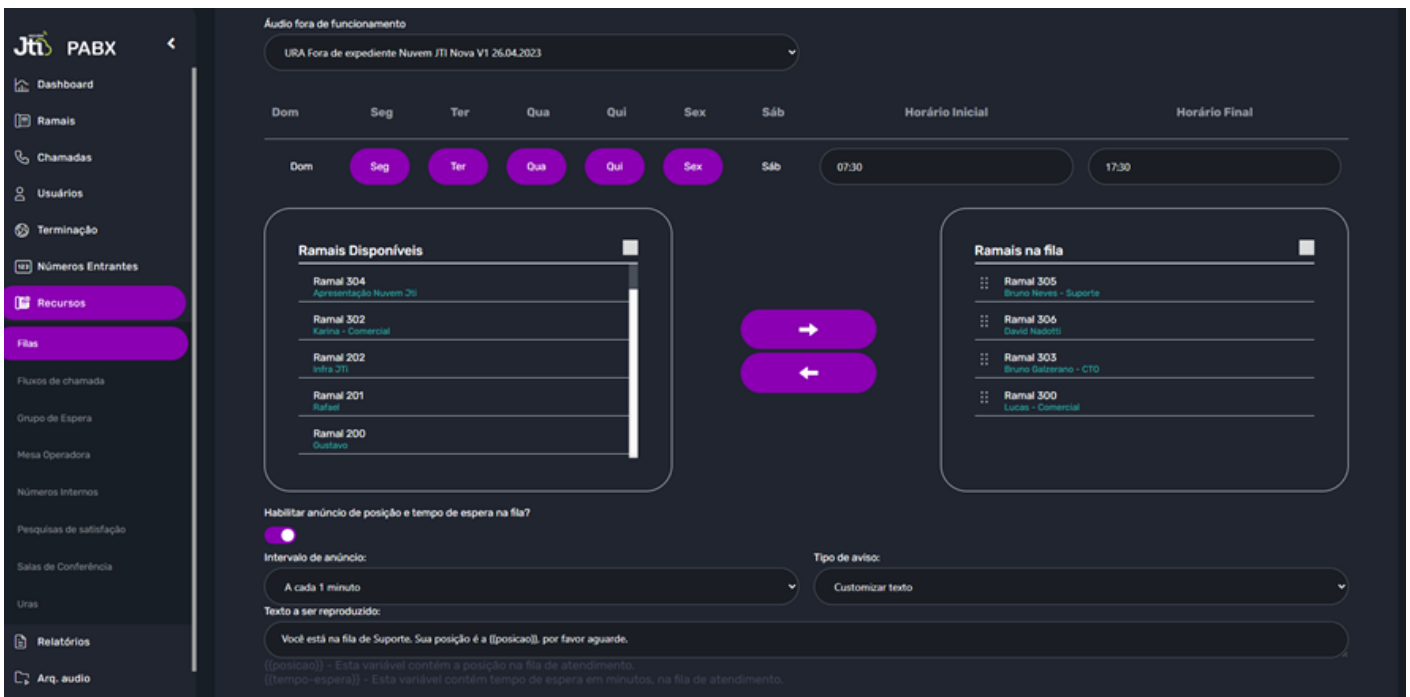 Jti PABX
Dashboard
Ramais
Chamadas
Usuários
Terminação
Números Entrantes
Recursos
Filas
Fluxos de chamada
Grupo de Espera
Mesa Operadora
Números Internos
Pesquisas de satisfação
Salas de Conferência
Uras
Relatórios
Arq. audio
Áudio fora de funcionamento
URA Fora de expediente Nuvem JTI Nova V1 26.04.2023
Dom Seg Ter Qua Qui Sex Sáb Horário Inicial Horário Final
Dom Seg Ter Qua Qui Sex Sáb 07:30 17:30
Ramais Disponíveis
Ramal 304
Apresentação Nuvem Jti
Ramal 302
Karina - Comercial
Ramal 202
Infra JTi
Ramal 201
Rafael
Ramal 200
Gustavo
Ramais na fila
Ramal 305
Bruno Neves - Suporte
Ramal 306
David Nadotti
Ramal 303
Bruno Galzerano - CTO
Ramal 300
Lucas - Comercial
Habilitar anúncio de posição e tempo de espera na fila?
Intervalo de anúncio:
A cada 1 minuto
Tipo de aviso:
Customizar texto
Texto a ser reproduzido:
Você está na fila de Suporte. Sua posição é a {{posicao}}, por favor aguarde.
{{posicao}} - Esta variável contém a posição na fila de atendimento.
{{tempo-espera}} - Esta variável contém tempo de espera em minutos, na fila de atendimento.